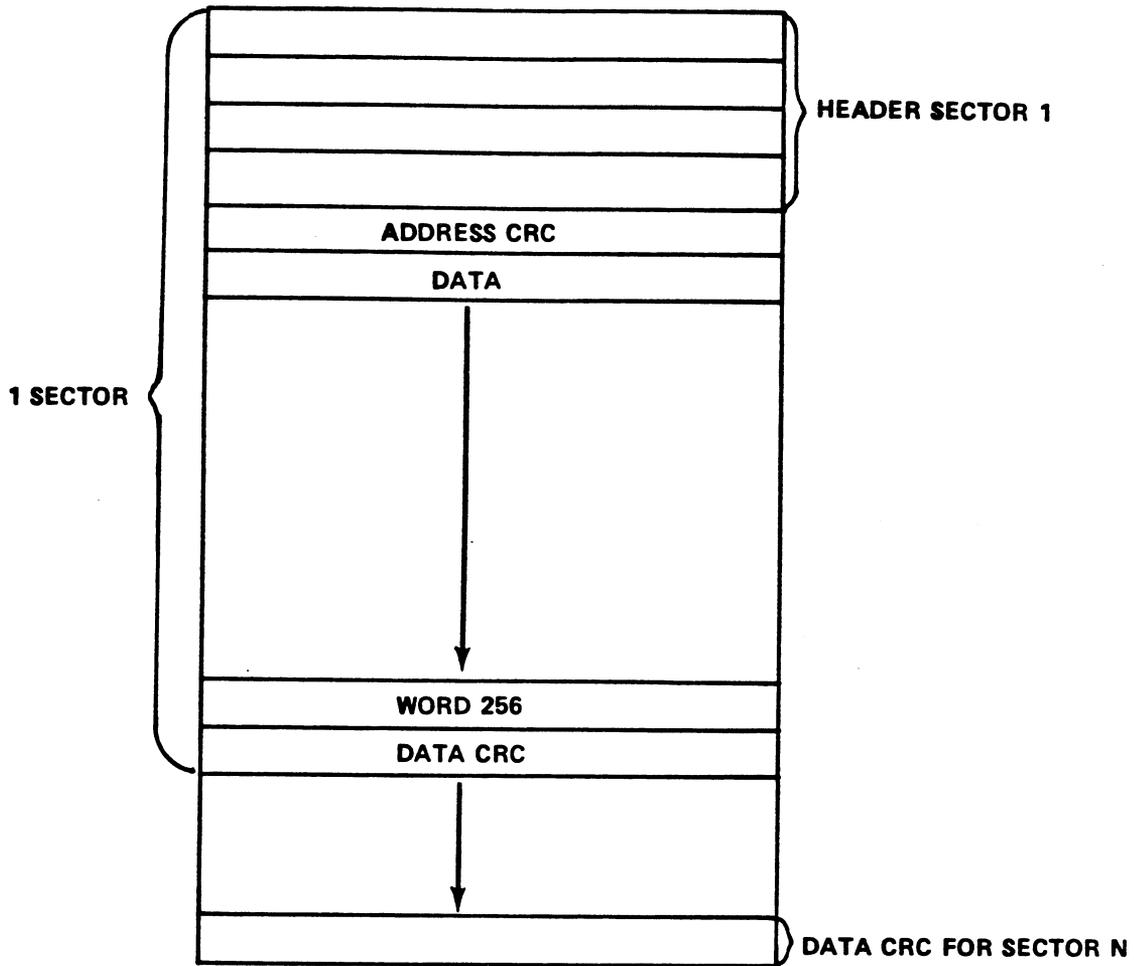 HEADER SECTOR 1
ADDRESS CRC
DATA
1 SECTOR
WORD 256
DATA CRC
DATA CRC FOR SECTOR N